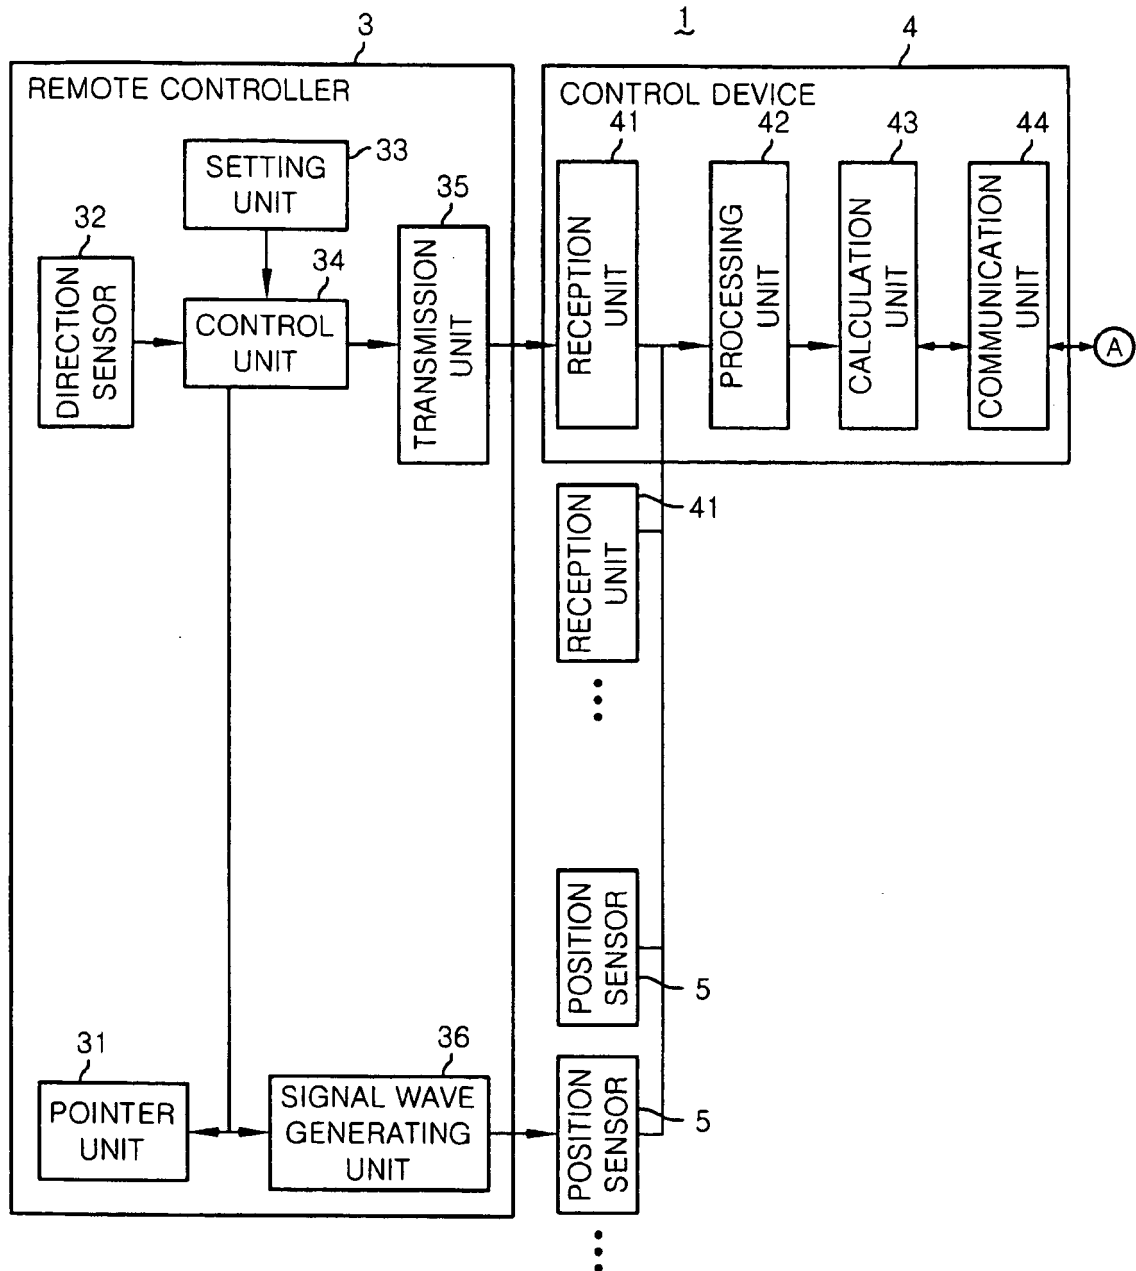 1
3
REMOTE CONTROLLER
33
SETTING
UNIT
32
DIRECTION
SENSOR
34
CONTROL
UNIT
35
TRANSMISSION
UNIT
31
POINTER
UNIT
36
SIGNAL WAVE
GENERATING
UNIT
4
CONTROL DEVICE
41
RECEPTION
UNIT
42
PROCESSING
UNIT
43
CALCULATION
UNIT
44
COMMUNICATION
UNIT
A
41
RECEPTION
UNIT
POSITION
SENSOR
5
POSITION
SENSOR
5